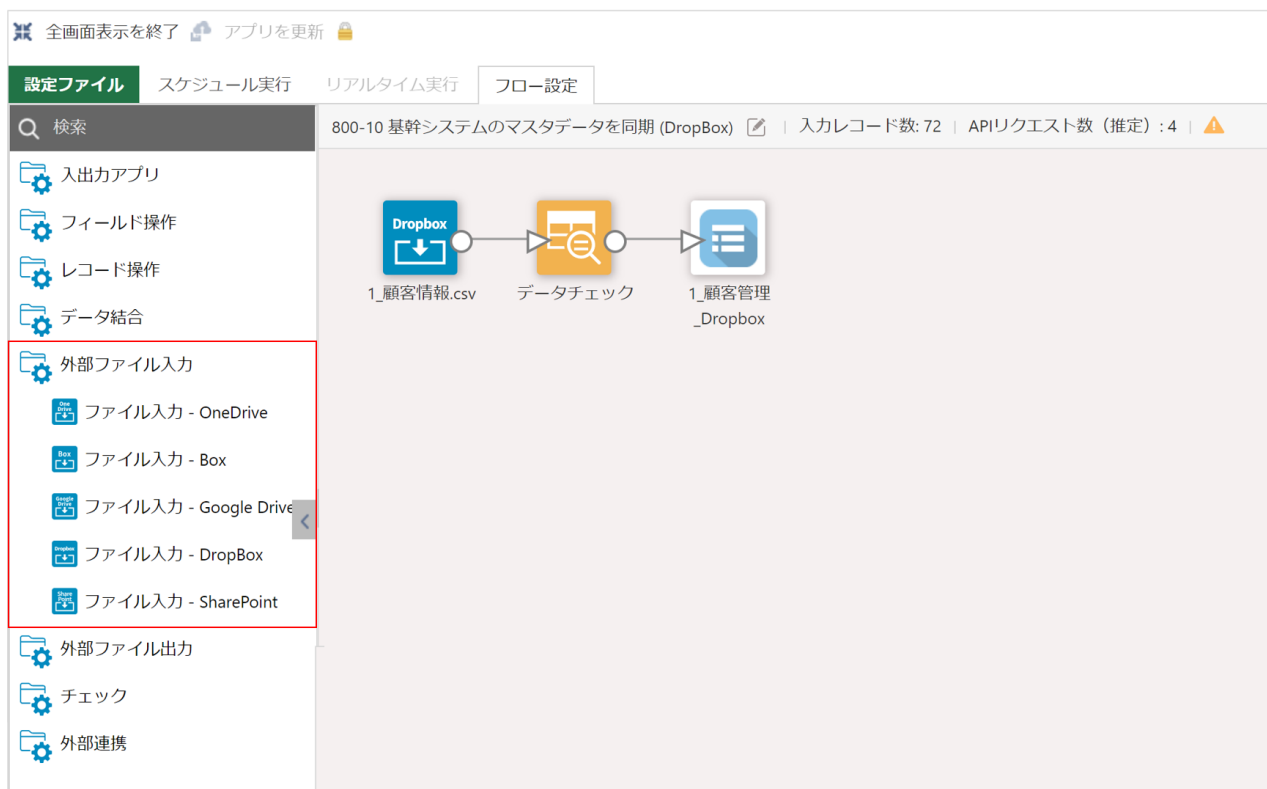 全画面表示を終了 アプリを更新
設定ファイル スケジュール実行 リアルタイム実行 フロー設定
検索
800-10 基幹システムのマスタデータを同期 (DropBox) | 入力レコード数: 72 | APIリクエスト数（推定）: 4 |
入出力アプリ
フィールド操作
レコード操作
データ結合
外部ファイル入力
One Drive
ファイル入力 - OneDrive
Box
ファイル入力 - Box
Google Drive
ファイル入力 - Google Drive
Dropbox
ファイル入力 - DropBox
Share Point
ファイル入力 - SharePoint
外部ファイル出力
チェック
外部連携
Dropbox
1_顧客情報.csv
データチェック
1_顧客管理
_Dropbox